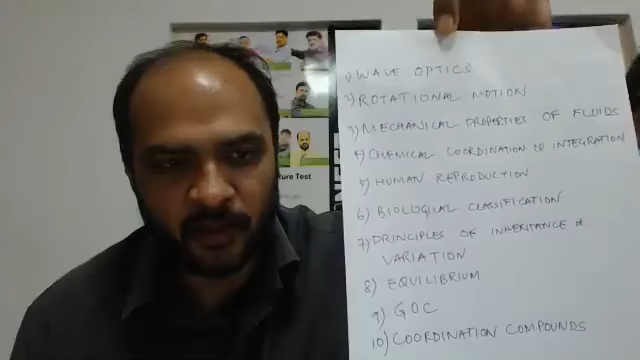 1) WAVE OPTICS
2) ROTATIONAL MOTION
3) MECHANICAL PROPERTIES OF FLUIDS
4) CHEMICAL COORDINATION & INTEGRATION
5) HUMAN REPRODUCTION
6) BIOLOGICAL CLASSIFICATION
7) PRINCIPLES OF INHERITANCE &
VARIATION
8) EQUILIBRIUM
9) GOC
10) COORDINATION COMPOUNDS
Test